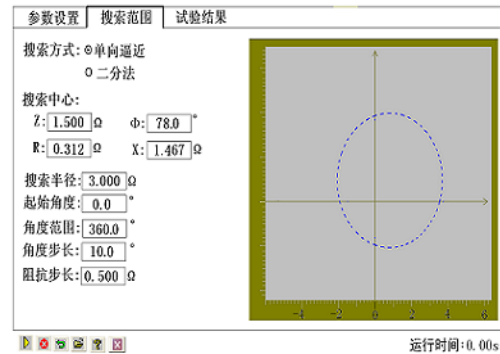 参数设置 搜索范围 试验结果
搜索方式: 单向逼近
二分法
搜索中心:
Z: 1.500 Ω Φ: 78.0 °
R: 0.312 Ω X: 1.467 Ω
搜索半径: 3.000 Ω
起始角度: 0.0 °
角度范围: 360.0 °
角度步长: 10.0 °
阻抗步长: 0.500 Ω
-2 0 2 4 6
运行时间: 0.00s